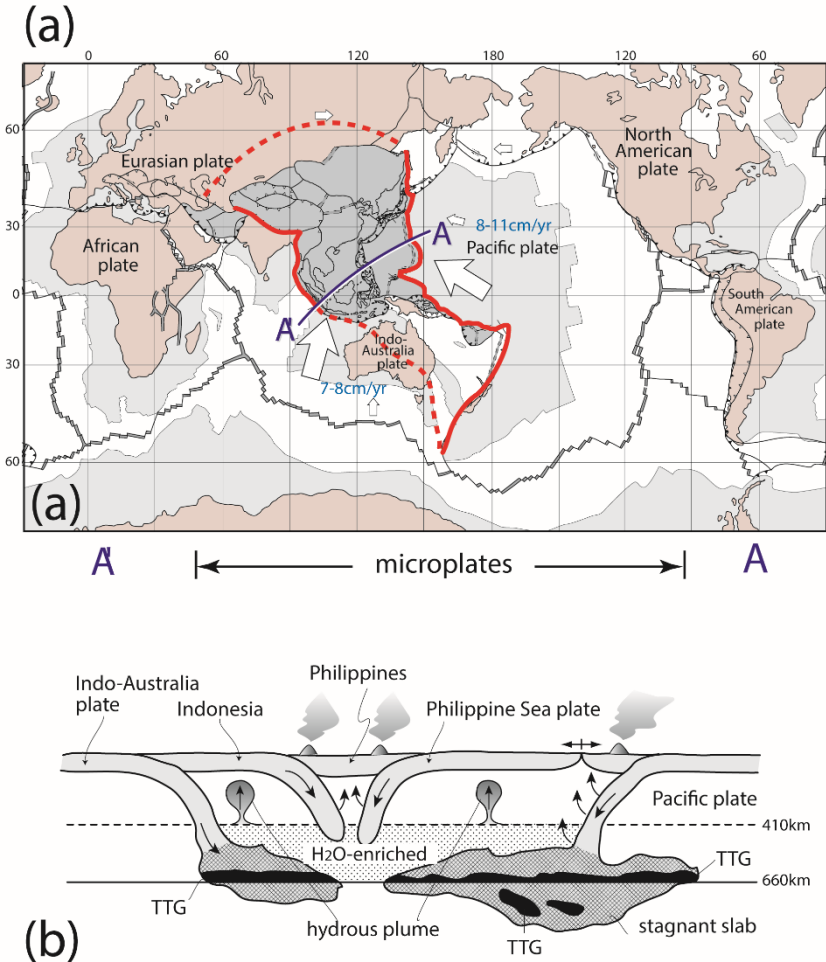 (a)
0 60 120 180 120 60
60
30
0
30
60
Eurasian plate
North
American
plate
African
plate
A
8-11cm/yr
Pacific plate
South
American
plate
A'
Indo-
Australia
plate
7-8cm/yr
(a)
A' microplates A
Indo-Australia
plate
Indonesia
Philippines
Philippine Sea plate
Pacific plate
410km
H2O-enriched
TTG
660km
TTG
hydrous plume
TTG
stagnant slab
(b)